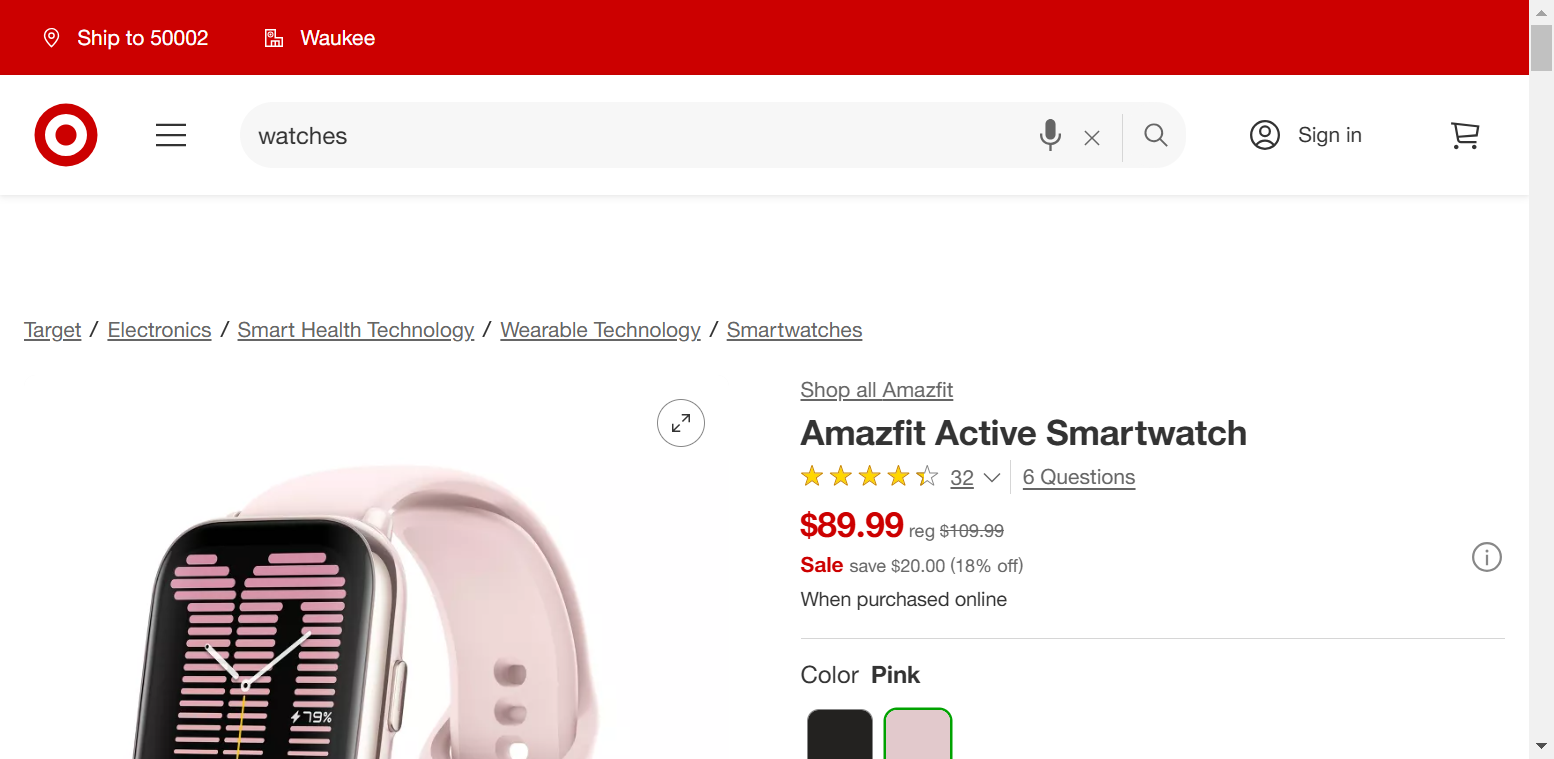 Ship to 50002
Waukee
watches
Sign in
Target / Electronics / Smart Health Technology / Wearable Technology / Smartwatches
Shop all Amazfit
Amazfit Active Smartwatch
32
6 Questions
$89.99 reg $109.99
Sale save $20.00 (18% off)
When purchased online
Color Pink
79%